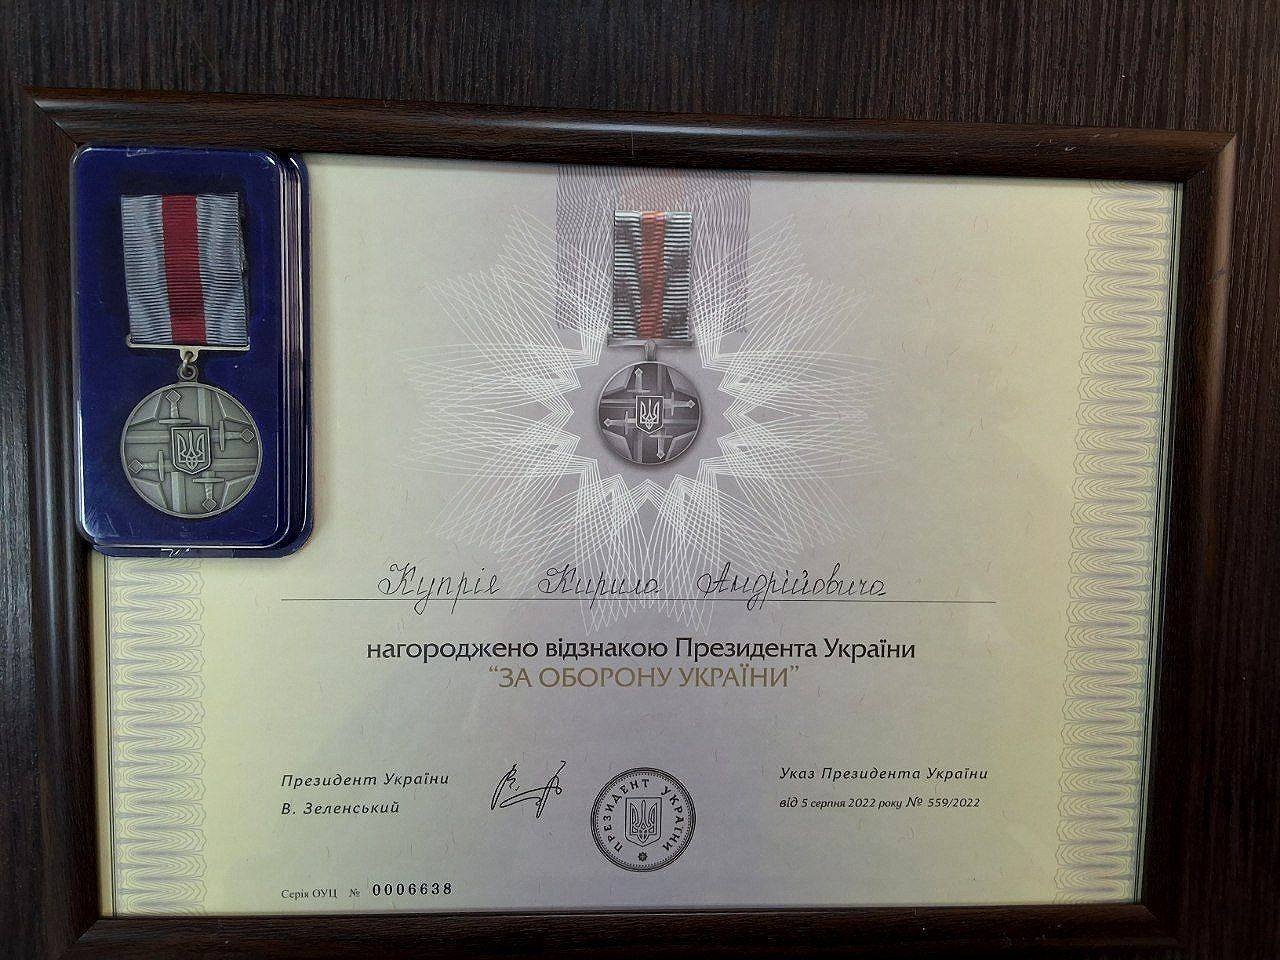 Купрія Кирила Андрійовича
нагороджено відзнакою Президента України
“ЗА ОБОРОНУ УКРАЇНИ”
Президент України
В. Зеленський
ПРЕЗИДЕНТ УКРАЇНИ
Указ Президента України
від 5 серпня 2022 року № 559/2022
Серія ОУЦ № 0006638